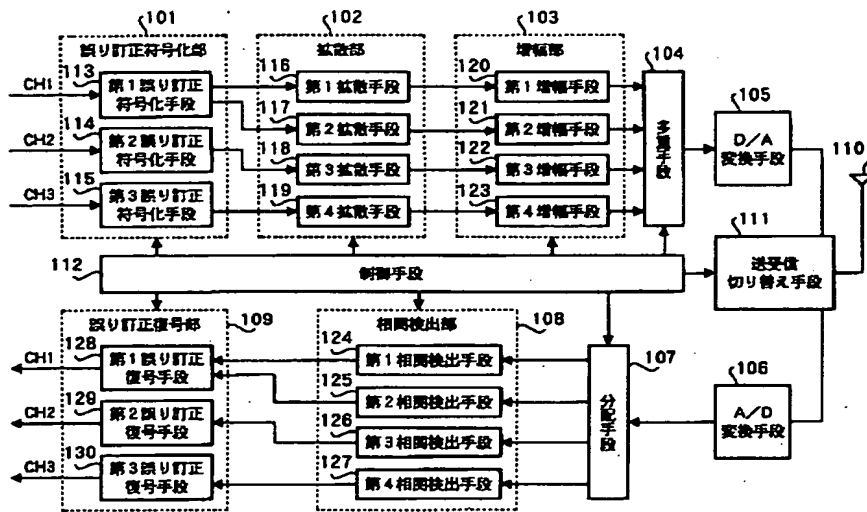 101
誤り訂正符号化部
102
拡散部
103
増幅部
104
113
CH1
第1誤り訂正
符号化手段
114
CH2
第2誤り訂正
符号化手段
115
CH3
第3誤り訂正
符号化手段
116
第1拡散手段
117
第2拡散手段
118
第3拡散手段
119
第4拡散手段
120
第1増幅手段
121
第2増幅手段
122
第3増幅手段
123
第4増幅手段
105
D/A
変換手段
110
111
送受信
切り替え手段
112
制御手段
誤り訂正復号部
109
相関検出部
108
128
CH1
第1誤り訂正
復号手段
129
CH2
第2誤り訂正
復号手段
130
CH3
第3誤り訂正
復号手段
124
第1相関検出手段
125
第2相関検出手段
126
第3相関検出手段
127
第4相関検出手段
107
分配手段
106
A/D
変換手段